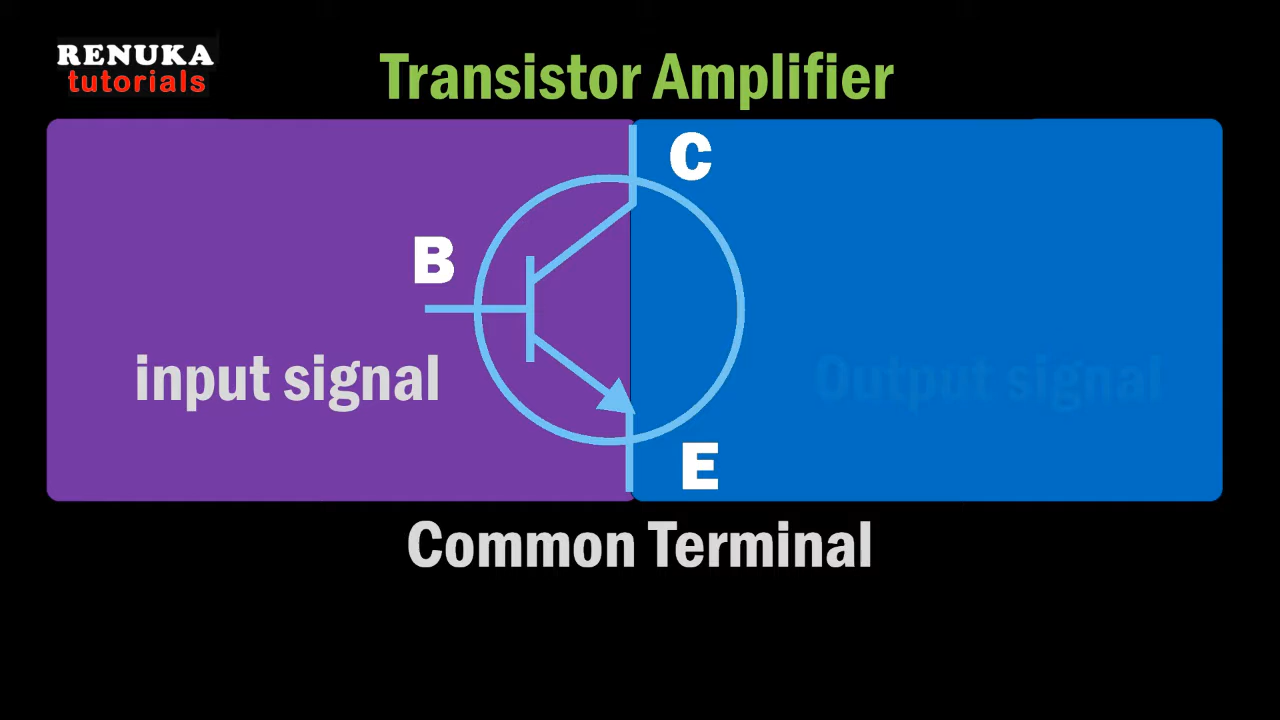 RENUKA
tutorials
Transistor Amplifier
C
B
input signal
Output signal
E
Common Terminal